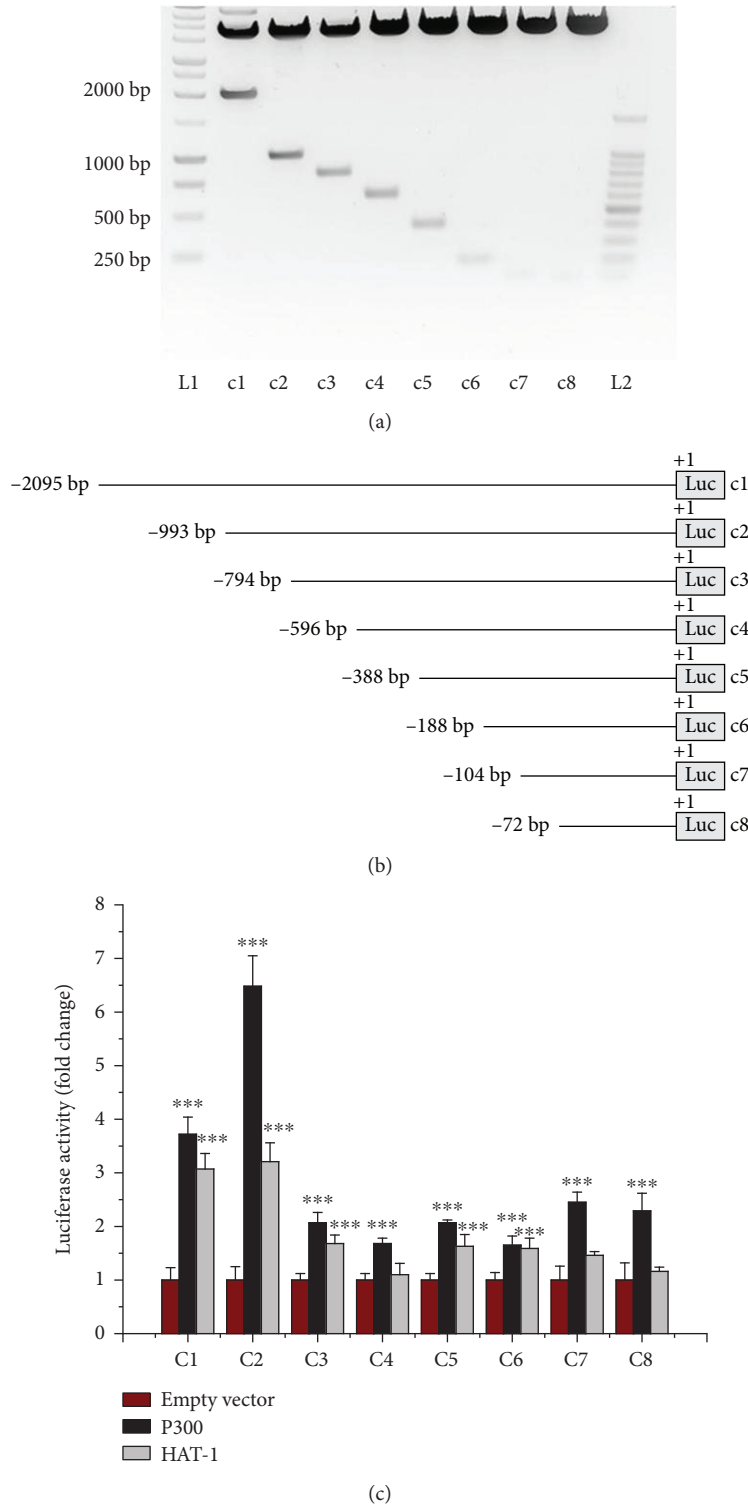 2000 bp
1000 bp
500 bp
250 bp
L1 c1 c2 c3 c4 c5 c6 c7 c8 L2
(a)
+1
–2095 bp Luc c1
+1
–993 bp Luc c2
+1
–794 bp Luc c3
+1
–596 bp Luc c4
+1
–388 bp Luc c5
+1
–188 bp Luc c6
+1
–104 bp Luc c7
+1
–72 bp Luc c8
(b)
Luciferase activity (fold change)
8
7
6
5
4
3
2
1
0
*** *** *** *** *** *** *** *** *** *** *** *** ***
C1 C2 C3 C4 C5 C6 C7 C8
Empty vector
P300
HAT-1
(c)